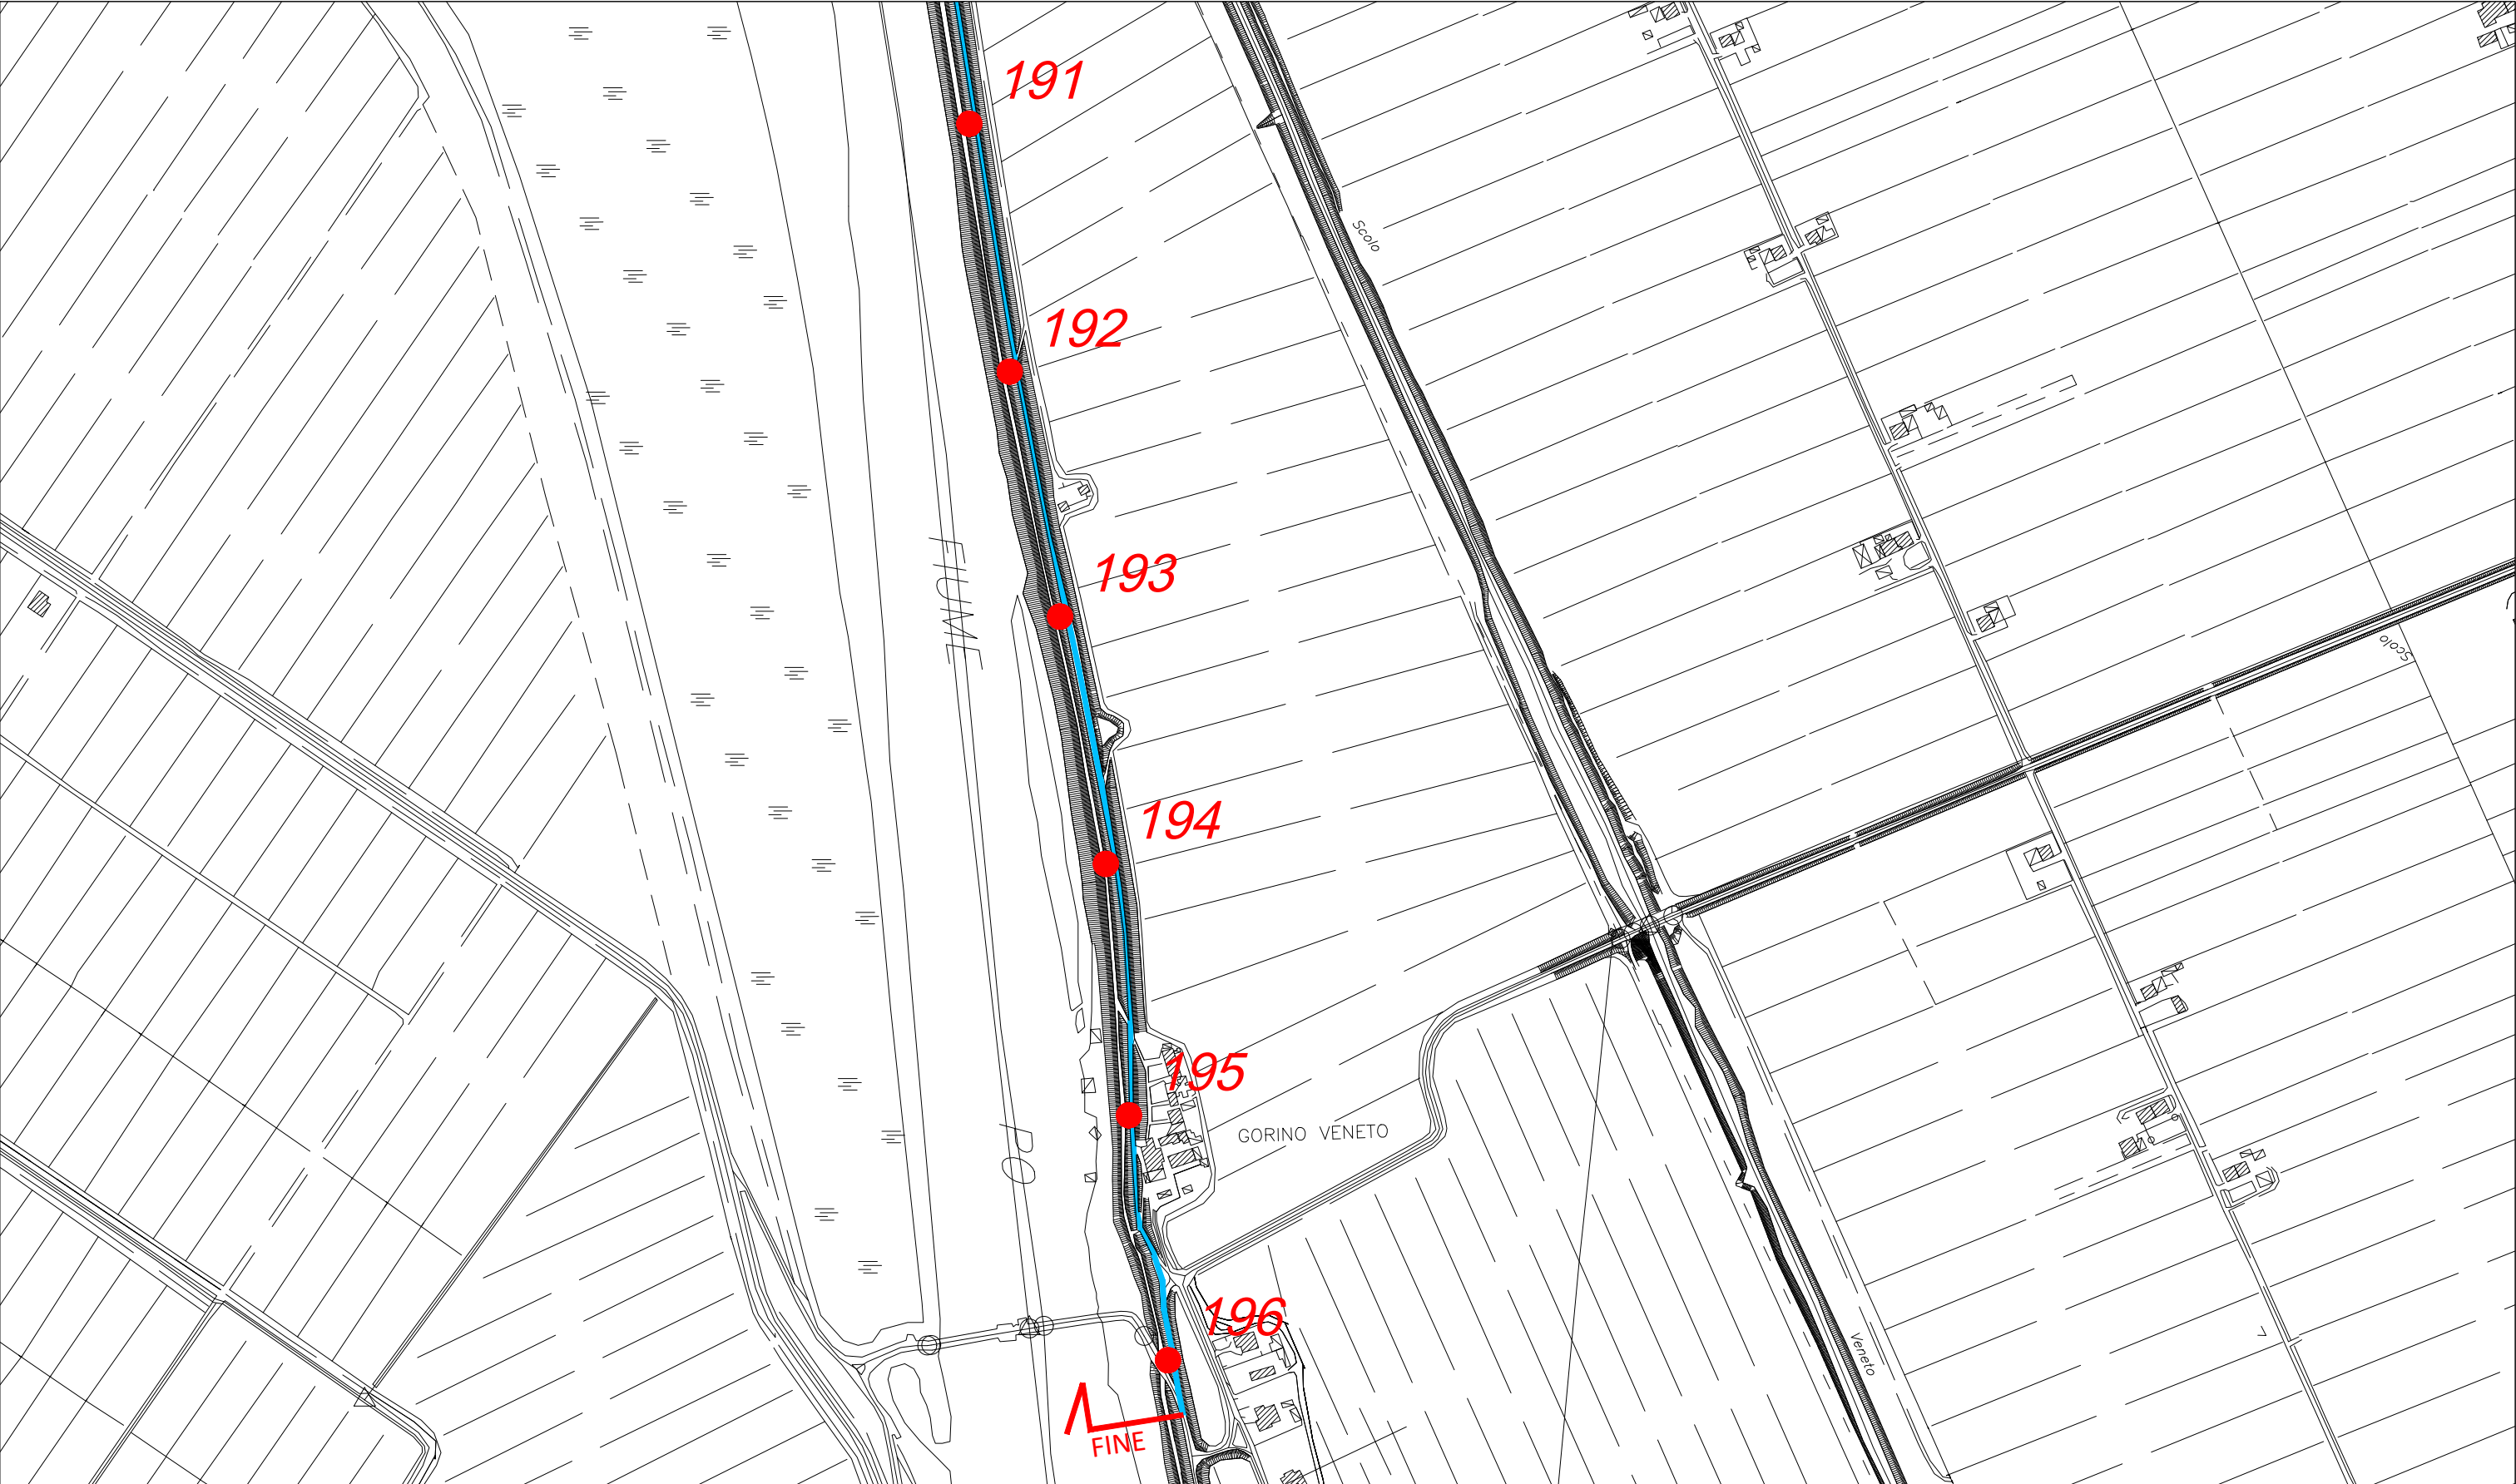 191
Scolo
192
FIUME
193
Scolo
194
195
GORINO VENETO
PO
196
Veneto
FINE